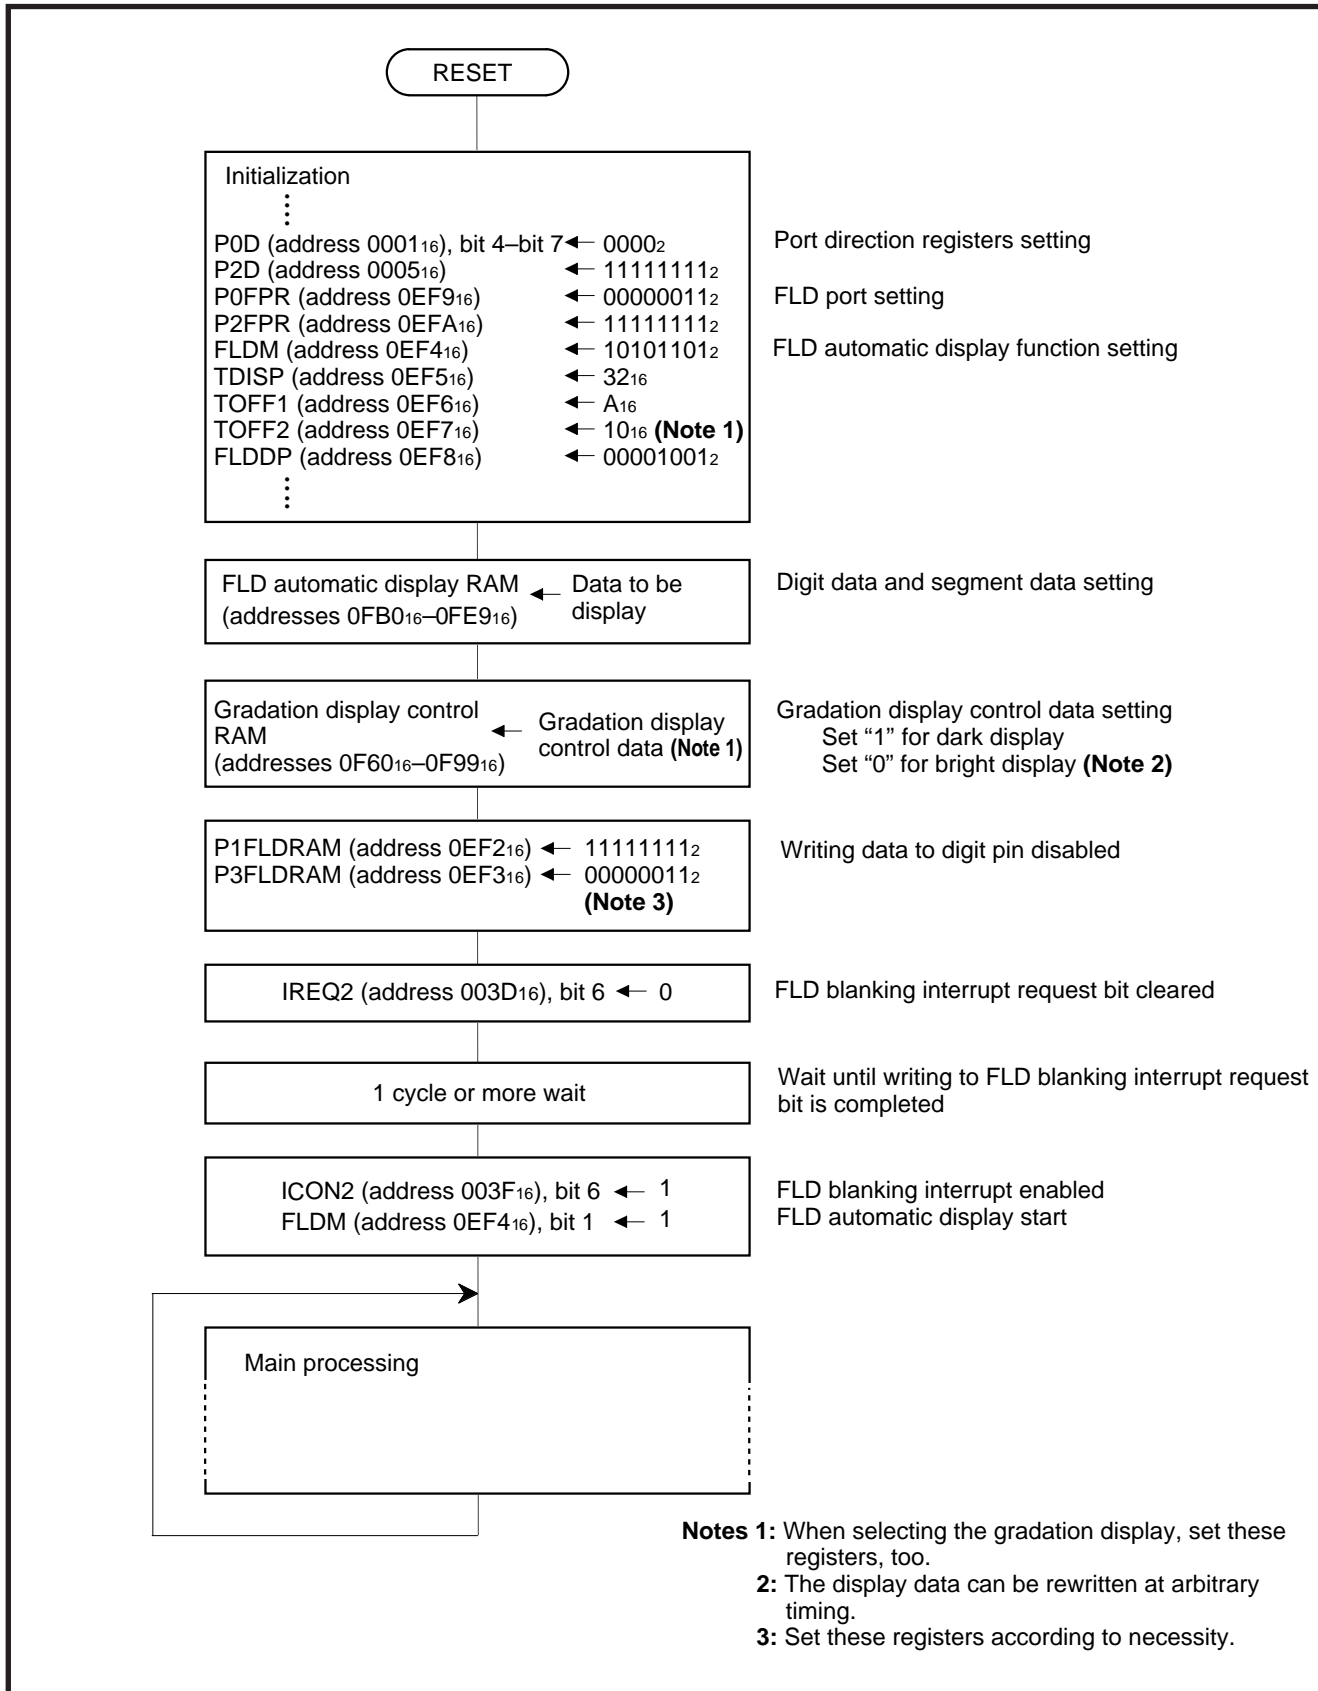 RESET
Initialization
P0D (address 0001₁₆), bit 4–bit 7 ← 0000₂ Port direction registers setting
P2D (address 0005₁₆) ← 11111111₂
P0FPR (address 0EF9₁₆) ← 00000011₂ FLD port setting
P2FPR (address 0EFA₁₆) ← 11111111₂
FLDM (address 0EF4₁₆) ← 10101101₂ FLD automatic display function setting
TDISP (address 0EF5₁₆) ← 32₁₆
TOFF1 (address 0EF6₁₆) ← A₁₆
TOFF2 (address 0EF7₁₆) ← 10₁₆ (Note 1)
FLDDP (address 0EF8₁₆) ← 00001001₂
FLD automatic display RAM ← Data to be Digit data and segment data setting
(addresses 0FB0₁₆–0FE9₁₆) display
Gradation display control ← Gradation display Gradation display control data setting
RAM control data (Note 1) Set “1” for dark display
(addresses 0F60₁₆–0F99₁₆) Set “0” for bright display (Note 2)
P1FLDRAM (address 0EF2₁₆) ← 11111111₂ Writing data to digit pin disabled
P3FLDRAM (address 0EF3₁₆) ← 00000011₂
(Note 3)
IREQ2 (address 003D₁₆), bit 6 ← 0 FLD blanking interrupt request bit cleared
1 cycle or more wait Wait until writing to FLD blanking interrupt request
bit is completed
ICON2 (address 003F₁₆), bit 6 ← 1 FLD blanking interrupt enabled
FLDM (address 0EF4₁₆), bit 1 ← 1 FLD automatic display start
Main processing
Notes 1: When selecting the gradation display, set these
registers, too.
2: The display data can be rewritten at arbitrary
timing.
3: Set these registers according to necessity.